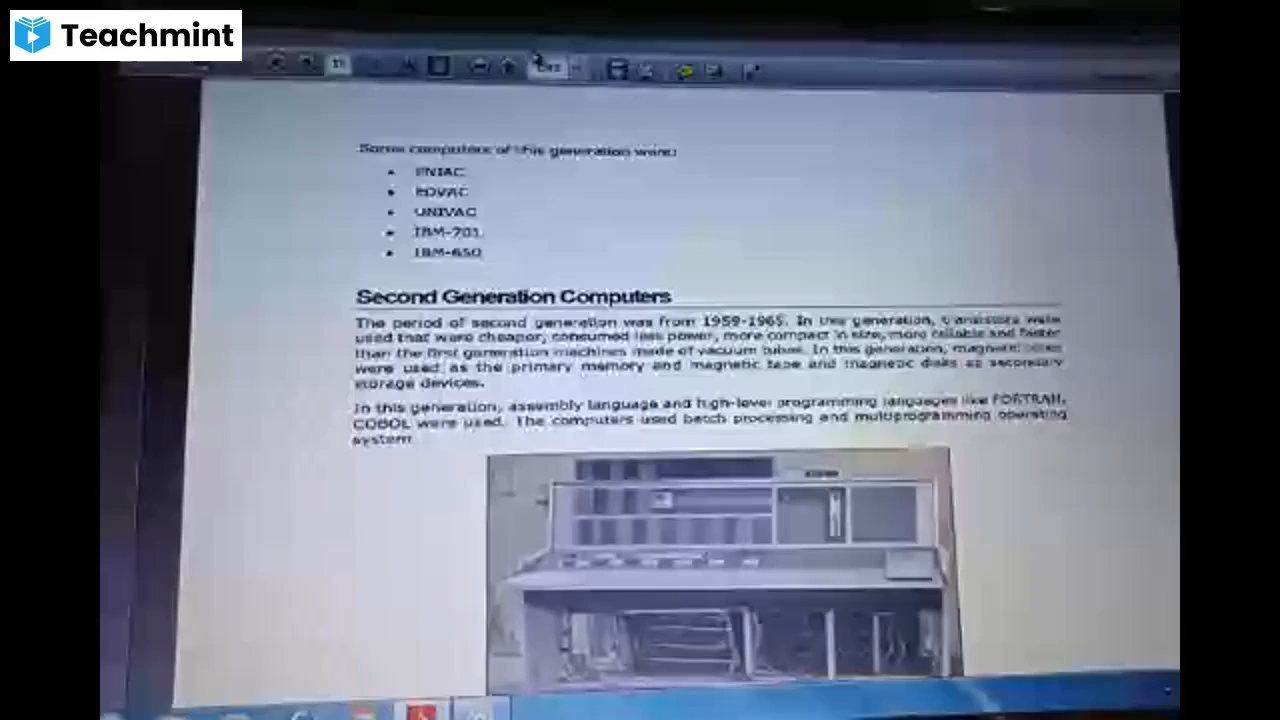 Teachmint
Some computers of this generation were:
• ENIAC
• EDVAC
• UNIVAC
• IBM-701
• IBM-650
Second Generation Computers
The period of second generation was from 1959-1965. In this generation, transistors were
used that were cheaper, consumed less power, more compact in size, more reliable and faster
than the first generation machines made of vacuum tubes. In this generation, magnetic cores
were used as the primary memory and magnetic tape and magnetic disks as secondary
storage devices.
In this generation, assembly language and high-level programming languages like FORTRAN,
COBOL were used. The computers used batch processing and multiprogramming operating
system